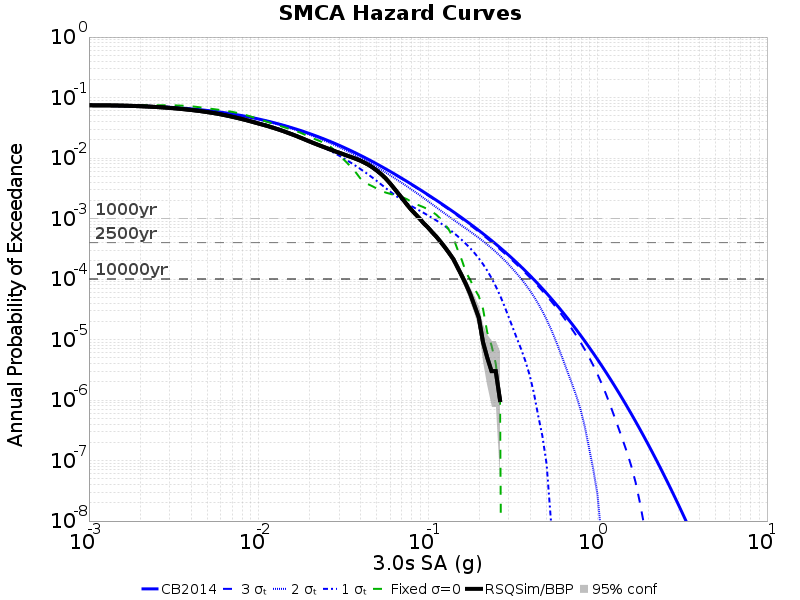 SMCA Hazard Curves
Annual Probability of Exceedance
10^0
10^-1
10^-2
10^-3
10^-4
10^-5
10^-6
10^-7
10^-8
1000yr
2500yr
10000yr
10^-3 10^-2 10^-1 10^0 10^1
3.0s SA (g)
CB2014 3 σₜ 2 σₜ 1 σₜ Fixed σ=0 RSQSim/BBP 95% conf